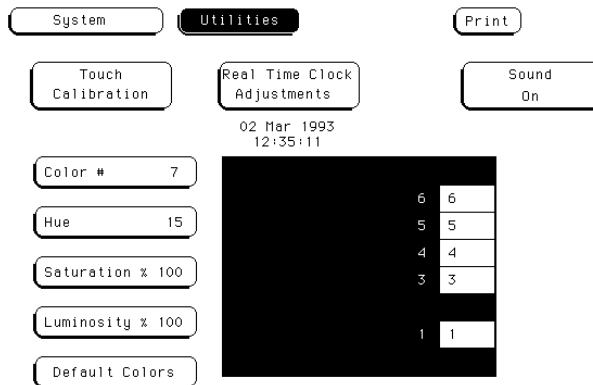 System Utilities Print
Touch Calibration
Real Time Clock Adjustments
Sound On
02 Mar 1993
12:35:11
Color # 7
Hue 15
Saturation % 100
Luminosity % 100
Default Colors
6 6
5 5
4 4
3 3
1 1